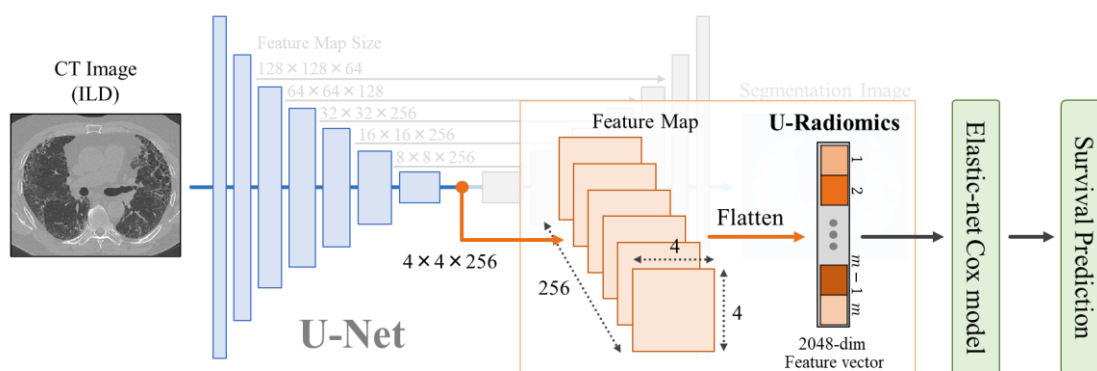 CT Image
(ILD)
Feature Map Size
128×128×64
64×64×128
32×32×256
16×16×256
8×8×256
4×4×256
U-Net
Segmentation Image
Feature Map
256
4
4
Flatten
U-Radiomics
1
2
m−1
m
2048-dim
Feature vector
Elastic-net Cox model
Survival Prediction